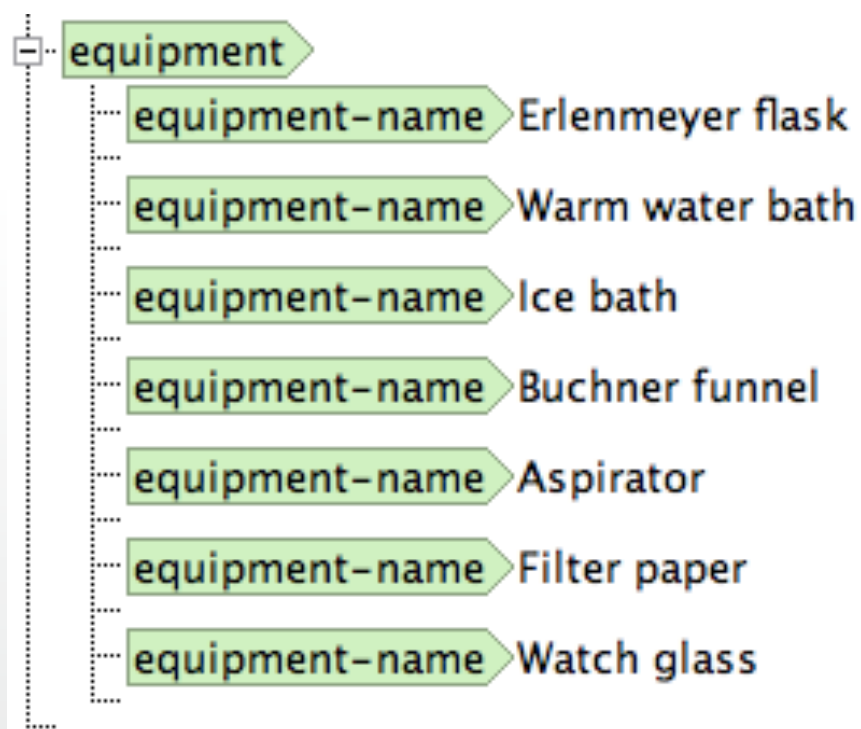 equipment
equipment-name Erlenmeyer flask
equipment-name Warm water bath
equipment-name Ice bath
equipment-name Buchner funnel
equipment-name Aspirator
equipment-name Filter paper
equipment-name Watch glass